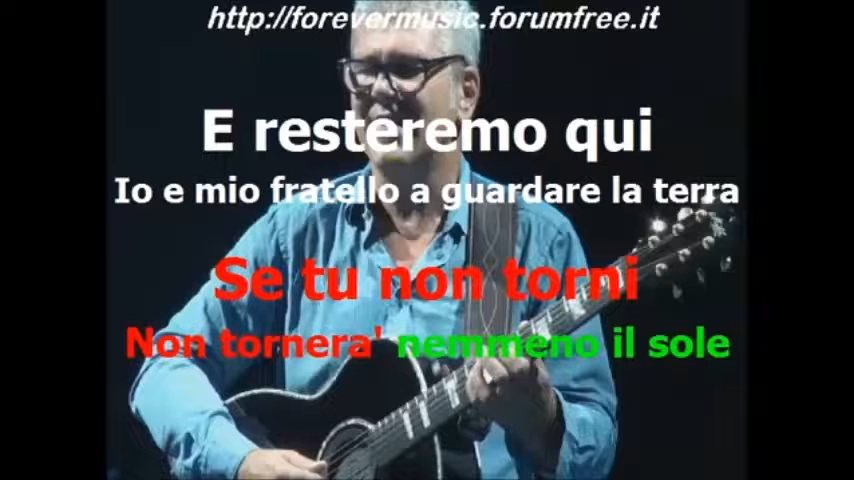 http://forevermusic.forumfree.it
E resteremo qui
Io e mio fratello a guardare la terra
Se tu non torni
Non tornera' nemmeno il sole